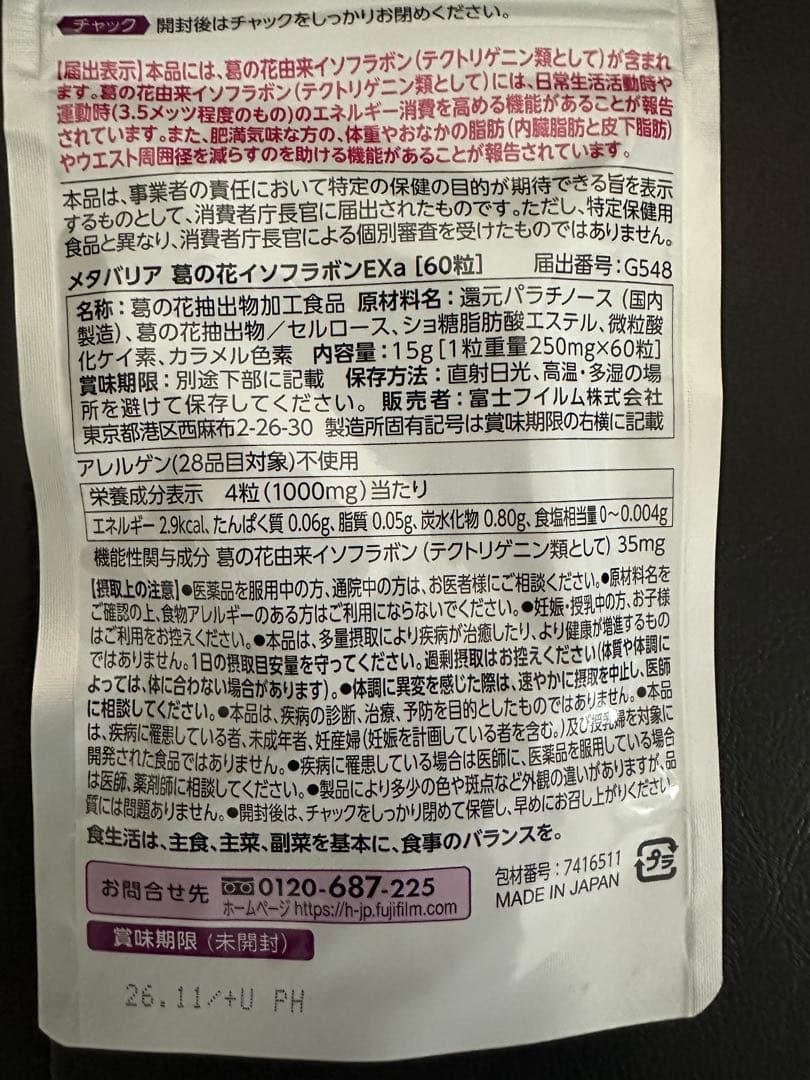 チャック 開封後はチャックをしっかりお閉めください。
【届出表示】本品には、葛の花由来イソフラボン(テクトリゲニン類として)が含まれ
ます。葛の花由来イソフラボン(テクトリゲニン類として)には、日常生活活動時や
運動時(3.5メッツ程度のもの)のエネルギー消費を高める機能があることが報告
されています。また、肥満気味な方の、体重やおなかの脂肪(内臓脂肪と皮下脂肪)
やウエスト周囲径を減らすのを助ける機能があることが報告されています。
本品は、事業者の責任において特定の保健の目的が期待できる旨を表示
するものとして、消費者庁長官に届出されたものです。ただし、特定保健用
食品と異なり、消費者庁長官による個別審査を受けたものではありません。
メタバリア 葛の花イソフラボンEXa [60粒] 届出番号:G548
名称:葛の花抽出物加工食品 原材料名:還元パラチノース(国内
製造)、葛の花抽出物/セルロース、ショ糖脂肪酸エステル、微粒酸
化ケイ素、カラメル色素 内容量:15g[1粒重量250mg×60粒]
賞味期限:別途下部に記載 保存方法:直射日光、高温・多湿の場
所を避けて保存してください。 販売者:富士フイルム株式会社
東京都港区西麻布2-26-30 製造所固有記号は賞味期限の右横に記載
アレルゲン(28品目対象)不使用
栄養成分表示 4粒(1000mg)当たり
エネルギー 2.9kcal、たんぱく質 0.06g、脂質 0.05g、炭水化物 0.80g、食塩相当量 0~0.004g
機能性関与成分 葛の花由来イソフラボン(テクトリゲニン類として) 35mg
【摂取上の注意】●医薬品を服用中の方、通院中の方は、お医者様にご相談ください。●原材料名を
ご確認の上、食物アレルギーのある方はご利用にならないでください。●妊娠・授乳中の方、お子様
はご利用をお控えください。●本品は、多量摂取により疾病が治癒したり、より健康が増進するもの
ではありません。1日の摂取目安量を守ってください。過剰摂取はお控えください(体質や体調に
よっては、体に合わない場合があります)。●体調に異変を感じた際は、速やかに摂取を中止し、医師
に相談してください。●本品は、疾病の診断、治療、予防を目的としたものではありません。●本品
は、疾病に罹患している者、未成年者、妊産婦(妊娠を計画している者を含む。)及び授乳婦を対象に
開発された食品ではありません。●疾病に罹患している場合は医師に、医薬品を服用している場合
は医師、薬剤師に相談してください。●製品により多少の色や斑点など外観の違いがありますが、品
質には問題ありません。●開封後は、チャックをしっかり閉めて保管し、早めにお召し上がりください。
食生活は、主食、主菜、副菜を基本に、食事のバランスを。
お問合せ先 0120-687-225
ホームページ https://h-jp.fujifilm.com
包材番号:7416511
MADE IN JAPAN
プラ
賞味期限(未開封)
26.11/+U PH